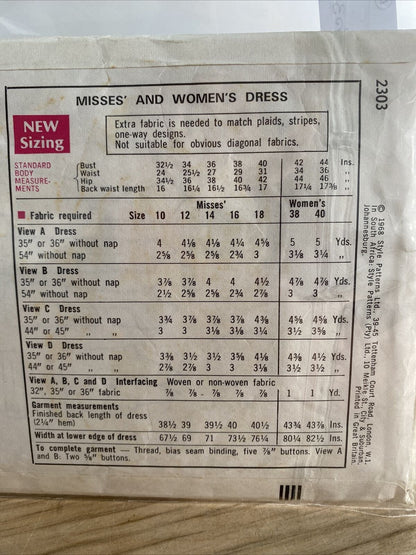 MISSES' AND WOMEN'S DRESS
NEW
Sizing
Extra fabric is needed to match plaids, stripes,
one-way designs.
Not suitable for obvious diagonal fabrics.
STANDARD Bust 32½ 34 36 38 40 42 44 Ins.
BODY Waist 24 25½ 27 29 31 34 36 ,,
MEASURE- Hip 34½ 36 38 40 42 44 46 ,,
MENTS Back waist length 16 16¼ 16½ 16¾ 17 17¼ 17⅜ ,,
Misses' Women's
Fabric required Size 10 12 14 16 18 38 40
View A Dress
35" or 36" without nap 4 4⅛ 4⅛ 4¼ 4⅝ 5 5 Yds.
54" without nap 2⅝ 2⅝ 2⅝ 2¾ 3 3⅛ 3¼ ,,
View B Dress
35" or 36" without nap 3⅞ 3⅞ 4 4 4½ 4⅞ 4⅞ Yds.
54" without nap 2½ 2⅝ 2⅝ 2¾ 2⅞ 3 3 ,,
View C Dress
35" or 36" without nap 3¾ 3⅞ 3⅞ 3⅞ 4¼ 4⅝ 4⅝ Yds.
44" or 45" ,, ,, 3 3 3⅛ 3⅛ 3¼ 3½ 3⅝ ,,
View D Dress
35" or 36" without nap 3⅜ 3½ 3½ 3⅝ 4⅛ 4⅜ 4½ Yds.
44" or 45" ,, ,, 2⅞ 2⅞ 3 3 3⅛ 3½ 3½ ,,
View A, B, C and D Interfacing Woven or non-woven fabric
32", 35" or 36" fabric ⅞ ⅞ ⅞ ⅞ ⅞ 1 1 Yd.
Garment measurements
Finished back length of dress
(2¼" hem) 38½ 39 39½ 40 40½ 43¾ 43⅞ Ins.
Width at lower edge of dress 67½ 69 71 73½ 76¼ 80¼ 82½ Ins.
To complete garment — Thread, bias seam binding, five ⅞" buttons. View A
and B: Two ⅝" buttons.
2303
© 1968 Style Patterns Ltd., 39-45 Tottenham Court Road, London, W.1.
In South Africa: Style Patterns (Pty) Ltd., 10 Meikle St. City & Suburban,
Johannesburg. Printed in Great Britain.